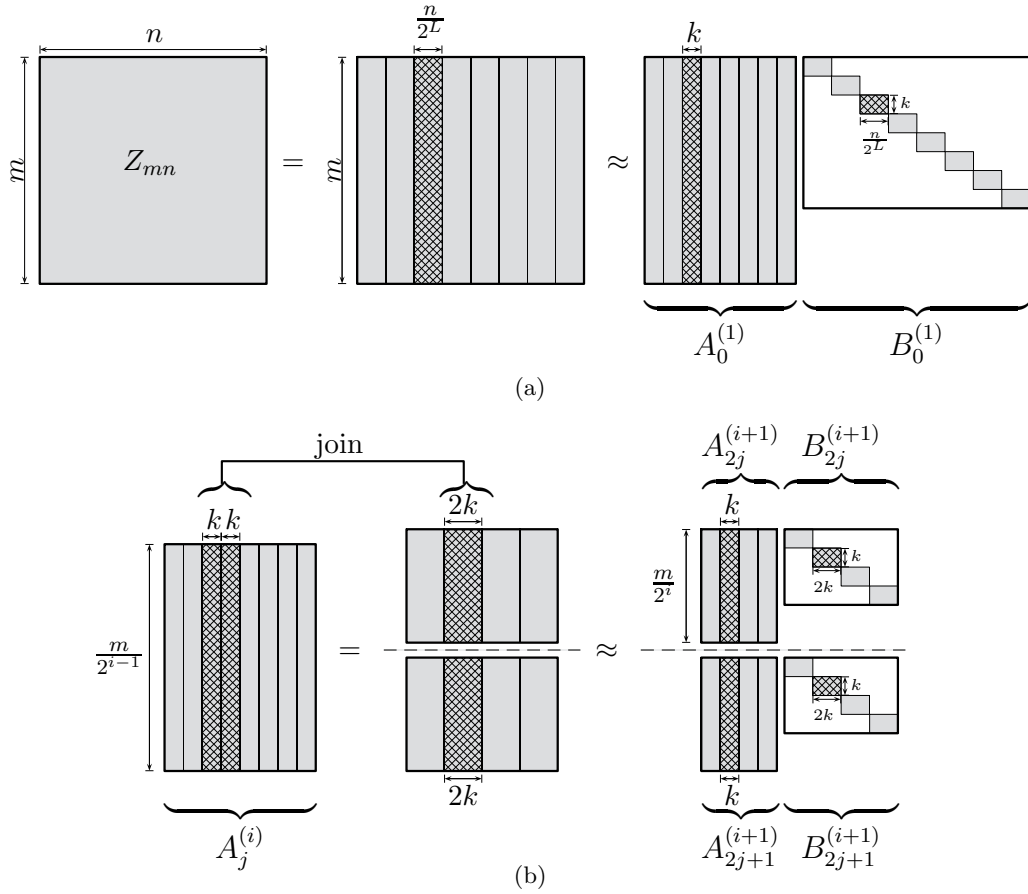 n
n/2^L
k
m
Z_{mn}
=
m
≈
k
n/2^L
A_0^{(1)}
B_0^{(1)}
(a)
join
A_{2j}^{(i+1)}
B_{2j}^{(i+1)}
k k
2k
k
m/2^{i-1}
=
≈
m/2^i
k
2k
k
2k
2k
k
A_j^{(i)}
A_{2j+1}^{(i+1)}
B_{2j+1}^{(i+1)}
(b)